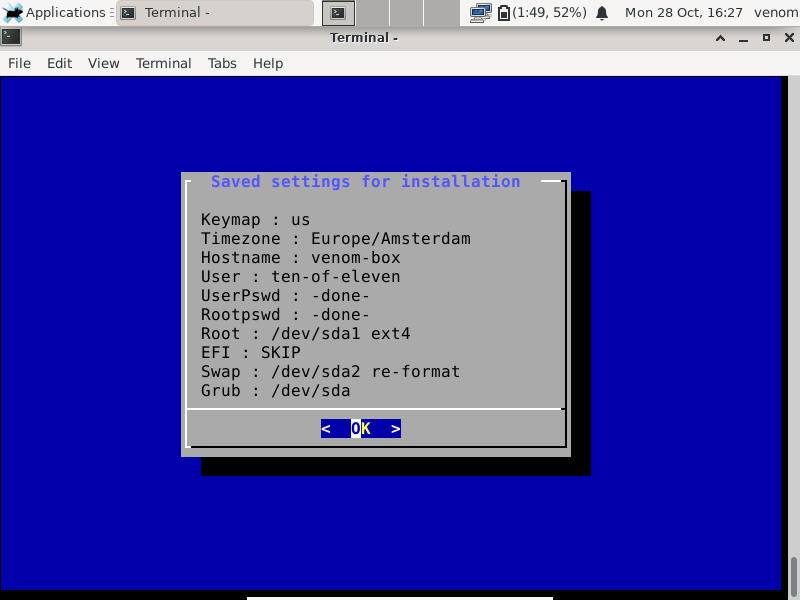 Applications
Terminal -
(1:49, 52%)
Mon 28 Oct, 16:27
venom
Terminal -
File Edit View Terminal Tabs Help
Saved settings for installation
Keymap : us
Timezone : Europe/Amsterdam
Hostname : venom-box
User : ten-of-eleven
UserPswd : -done-
Rootpswd : -done-
Root : /dev/sda1 ext4
EFI : SKIP
Swap : /dev/sda2 re-format
Grub : /dev/sda
< OK >